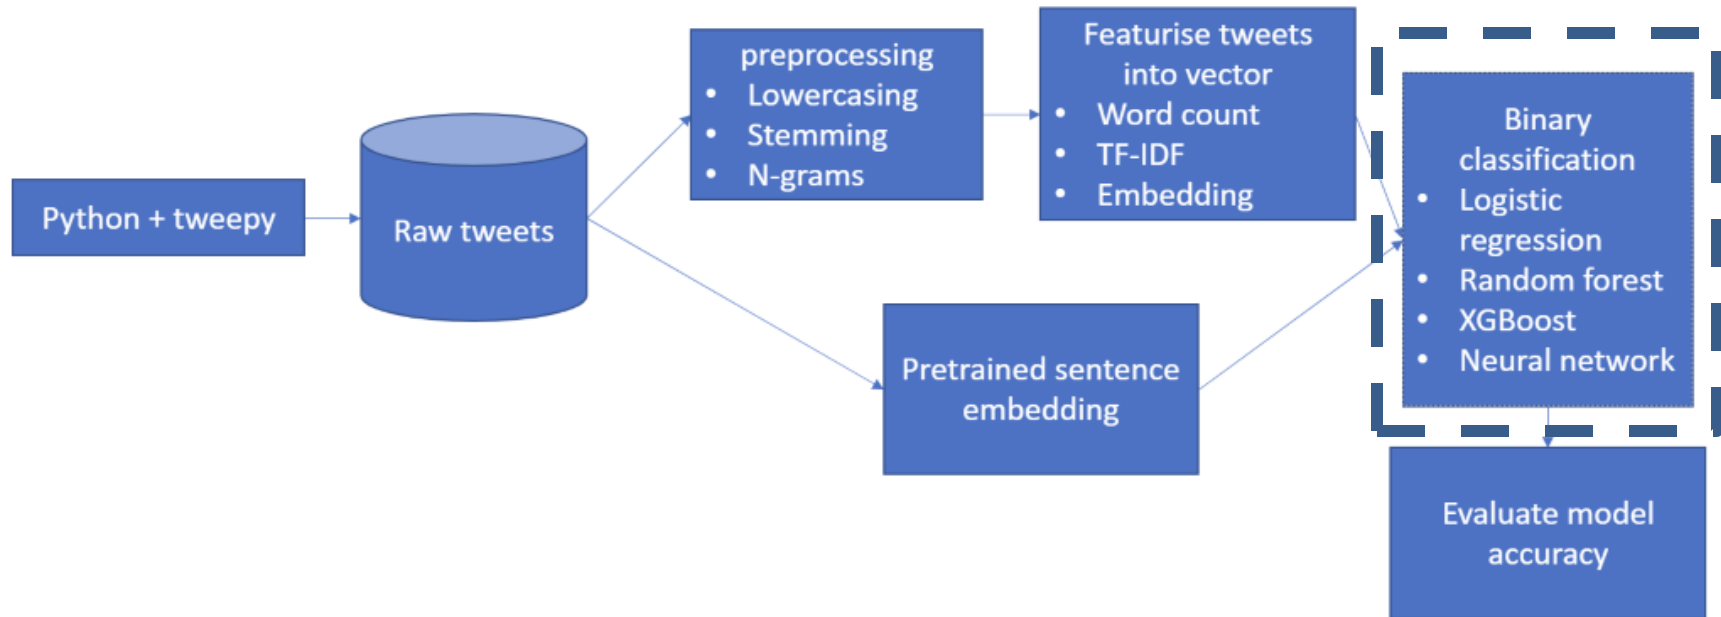 Python + tweepy
Raw tweets
preprocessing
• Lowercasing
• Stemming
• N-grams
Featurise tweets
into vector
• Word count
• TF-IDF
• Embedding
Pretrained sentence
embedding
Binary
classification
• Logistic
regression
• Random forest
• XGBoost
• Neural network
Evaluate model
accuracy